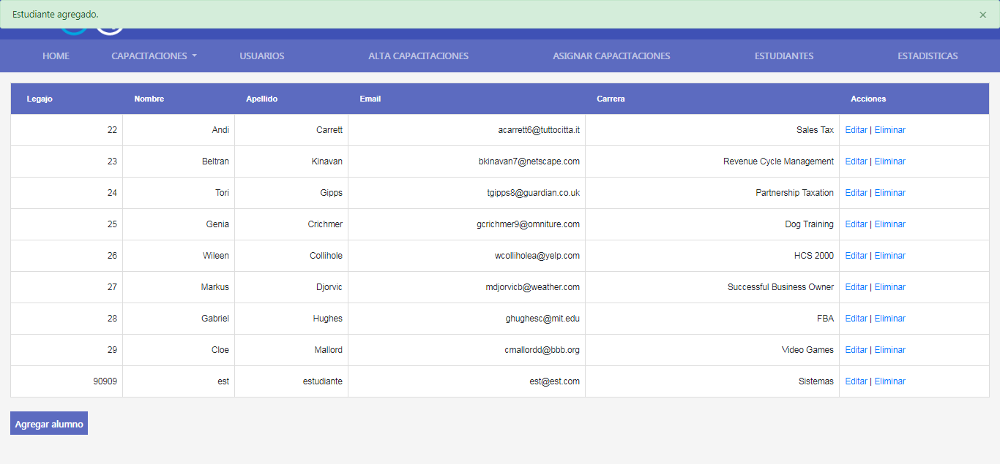 Estudiante agregado. ×
HOME CAPACITACIONES USUARIOS ALTA CAPACITACIONES ASIGNAR CAPACITACIONES ESTUDIANTES ESTADISTICAS
Legajo Nombre Apellido Email Carrera Acciones
22 Andi Carrett acarrett6@tuttocitta.it Sales Tax Editar | Eliminar
23 Beltran Kinavan bkinavan7@netscape.com Revenue Cycle Management Editar | Eliminar
24 Tori Gipps tgipps8@guardian.co.uk Partnership Taxation Editar | Eliminar
25 Genia Crichmer gcrichmer9@omniture.com Dog Training Editar | Eliminar
26 Wileen Collihole wcolliholea@yelp.com HCS 2000 Editar | Eliminar
27 Markus Djorvic mdjorvicb@weather.com Successful Business Owner Editar | Eliminar
28 Gabriel Hughes ghughesc@mit.edu FBA Editar | Eliminar
29 Cloe Mallord cmallordd@bbb.org Video Games Editar | Eliminar
90909 est estudiante est@est.com Sistemas Editar | Eliminar
Agregar alumno